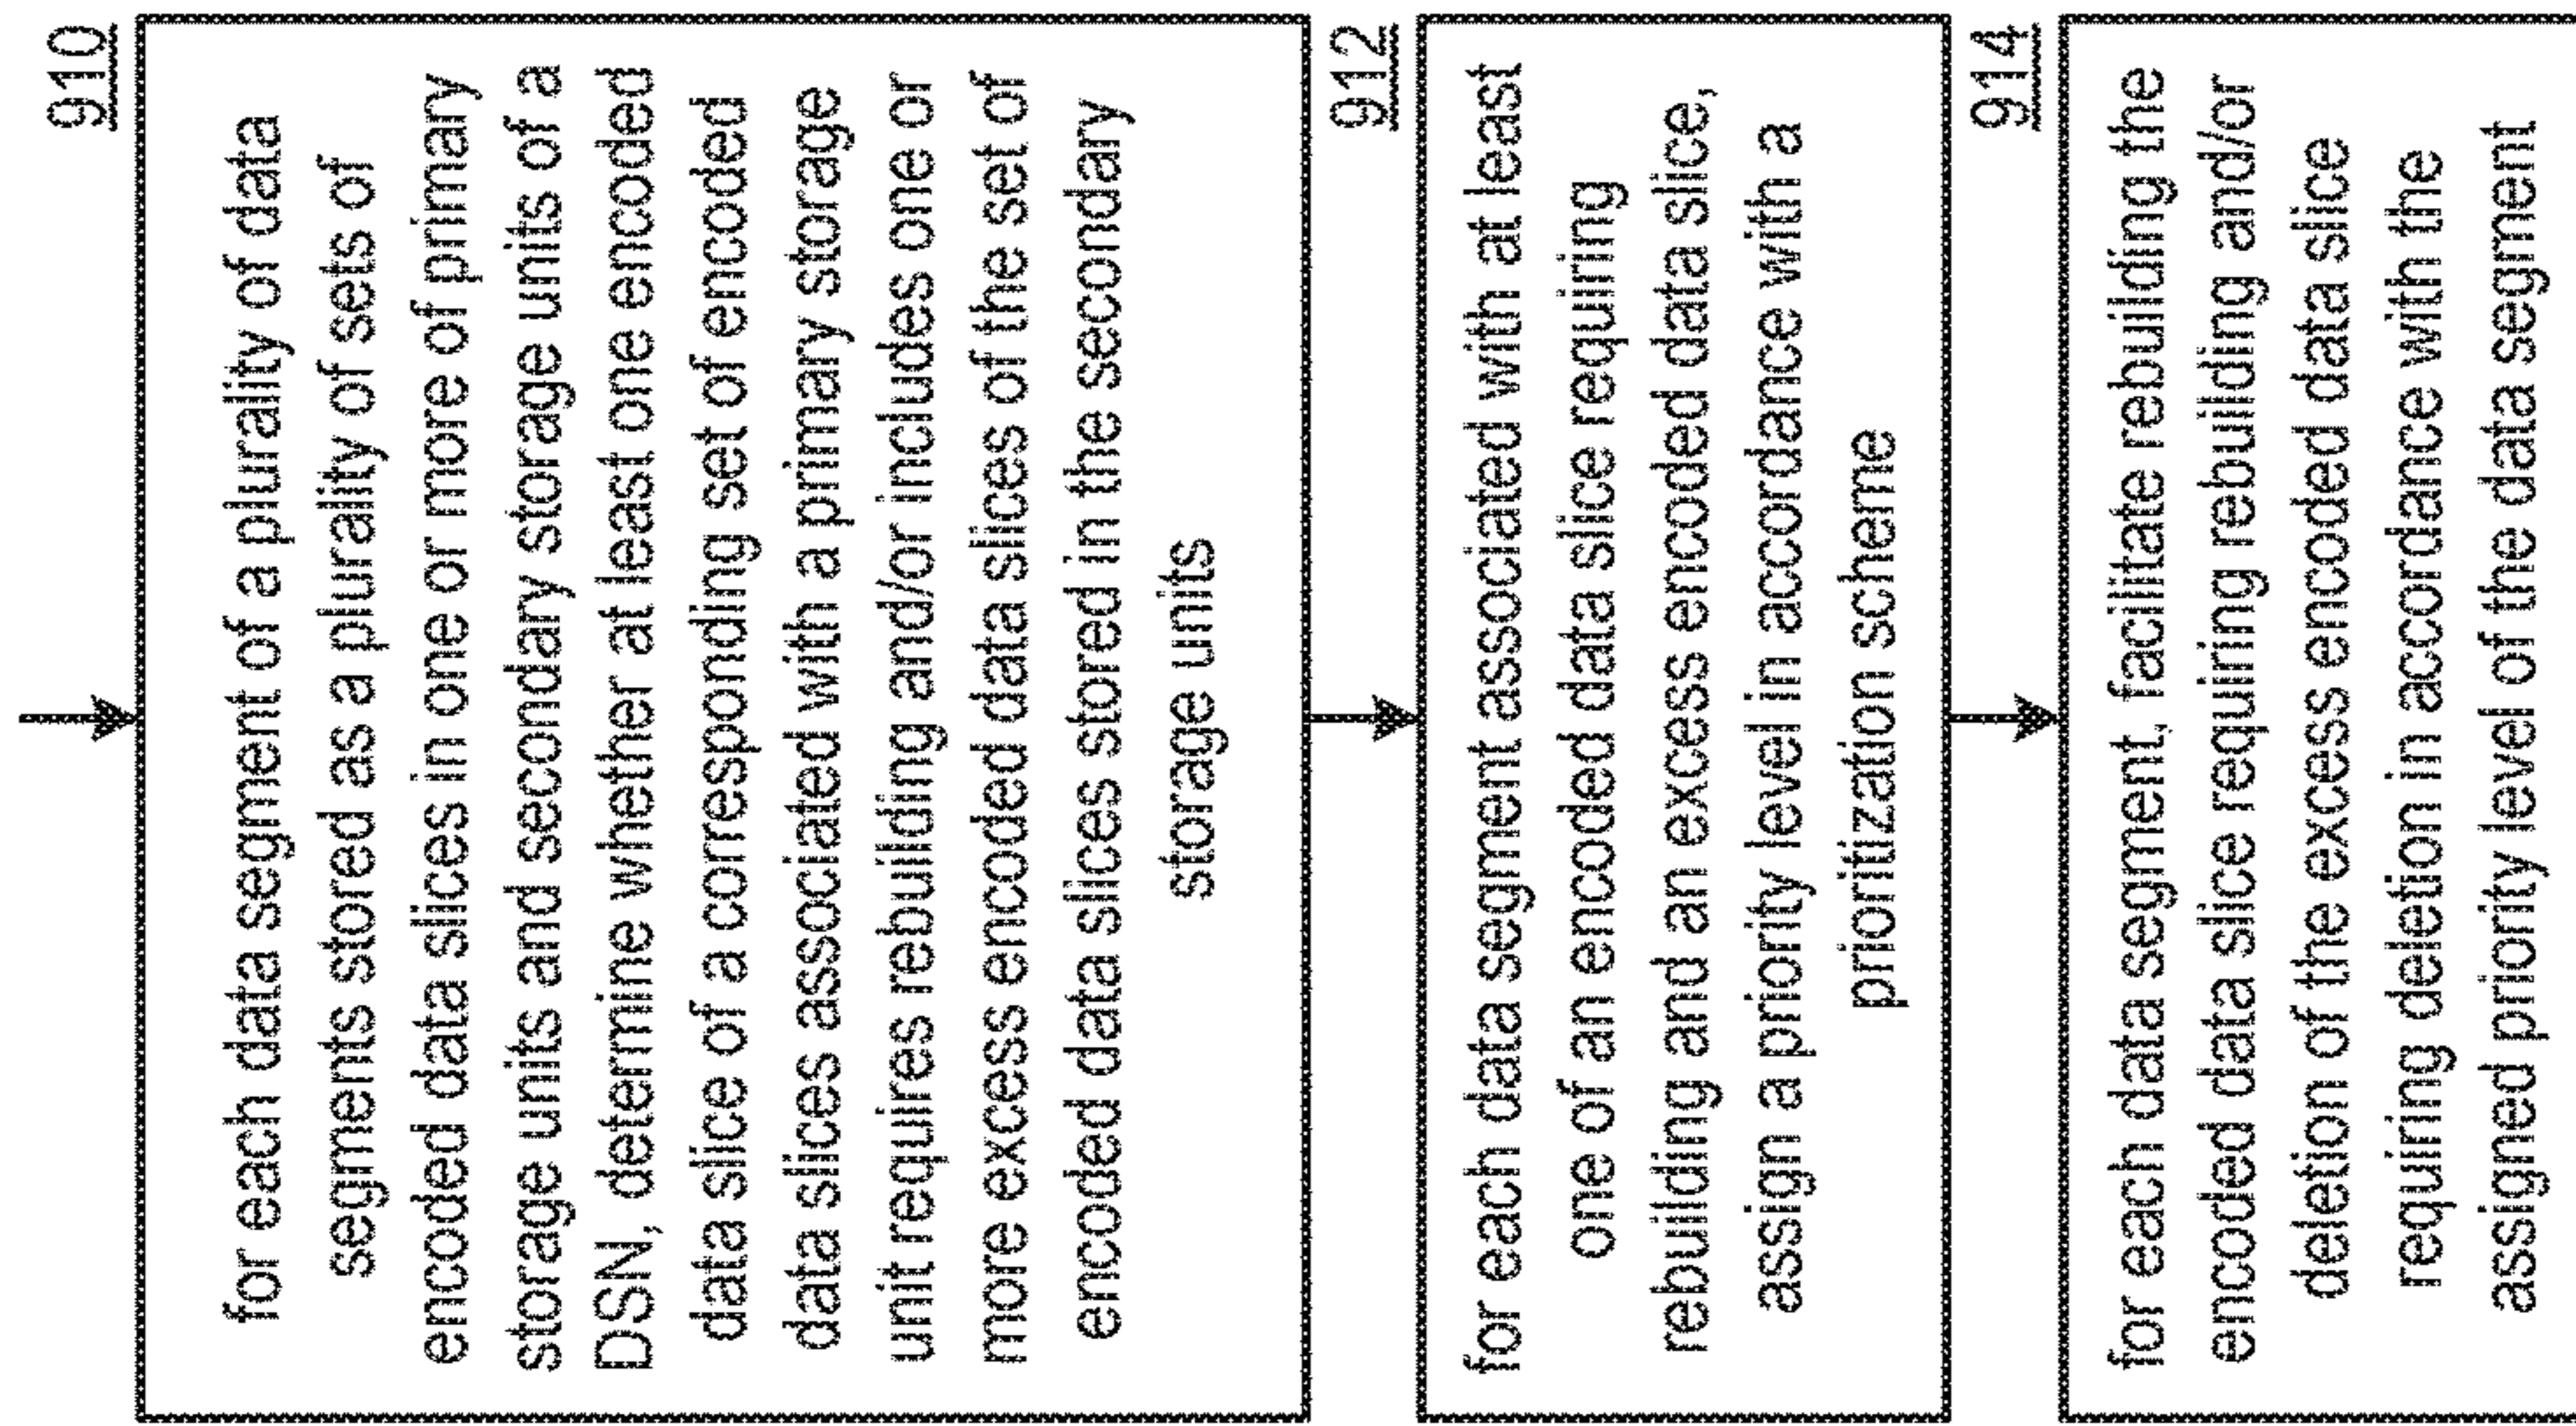 910
for each data segment of a plurality of data
segments stored as a plurality of sets of
encoded data slices in one or more of primary
storage units and secondary storage units of a
DSN, determine whether at least one encoded
data slice of a corresponding set of encoded
data slices associated with a primary storage
unit requires rebuilding and/or includes one or
more excess encoded data slices of the set of
encoded data slices stored in the secondary
storage units
912
for each data segment associated with at least
one of an encoded data slice requiring
rebuilding and an excess encoded data slice,
assign a priority level in accordance with a
prioritization scheme
914
for each data segment, facilitate rebuilding the
encoded data slice requiring rebuilding and/or
deletion of the excess encoded data slice
requiring deletion in accordance with the
assigned priority level of the data segment